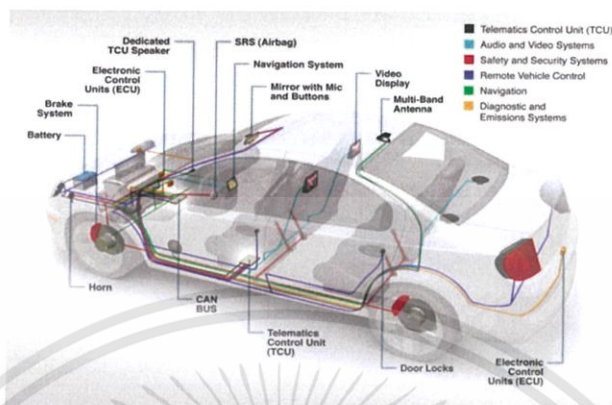 Dedicated
TCU Speaker
SRS (Airbag)
Electronic
Control
Units (ECU)
Navigation System
Mirror with Mic
and Buttons
Video
Display
Multi-Band
Antenna
Brake
System
Battery
Telematics Control Unit (TCU)
Audio and Video Systems
Safety and Security Systems
Remote Vehicle Control
Navigation
Diagnostic and
Emissions Systems
Horn
CAN
BUS
Telematics
Control Unit
(TCU)
Door Locks
Electronic
Control
Units (ECU)